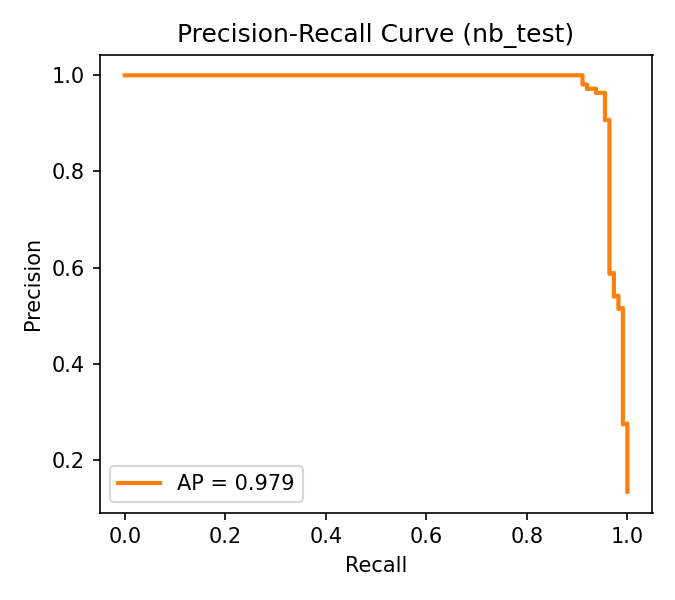 Precision-Recall Curve (nb_test)
Precision
1.0
0.8
0.6
0.4
0.2
AP = 0.979
0.0 0.2 0.4 0.6 0.8 1.0
Recall